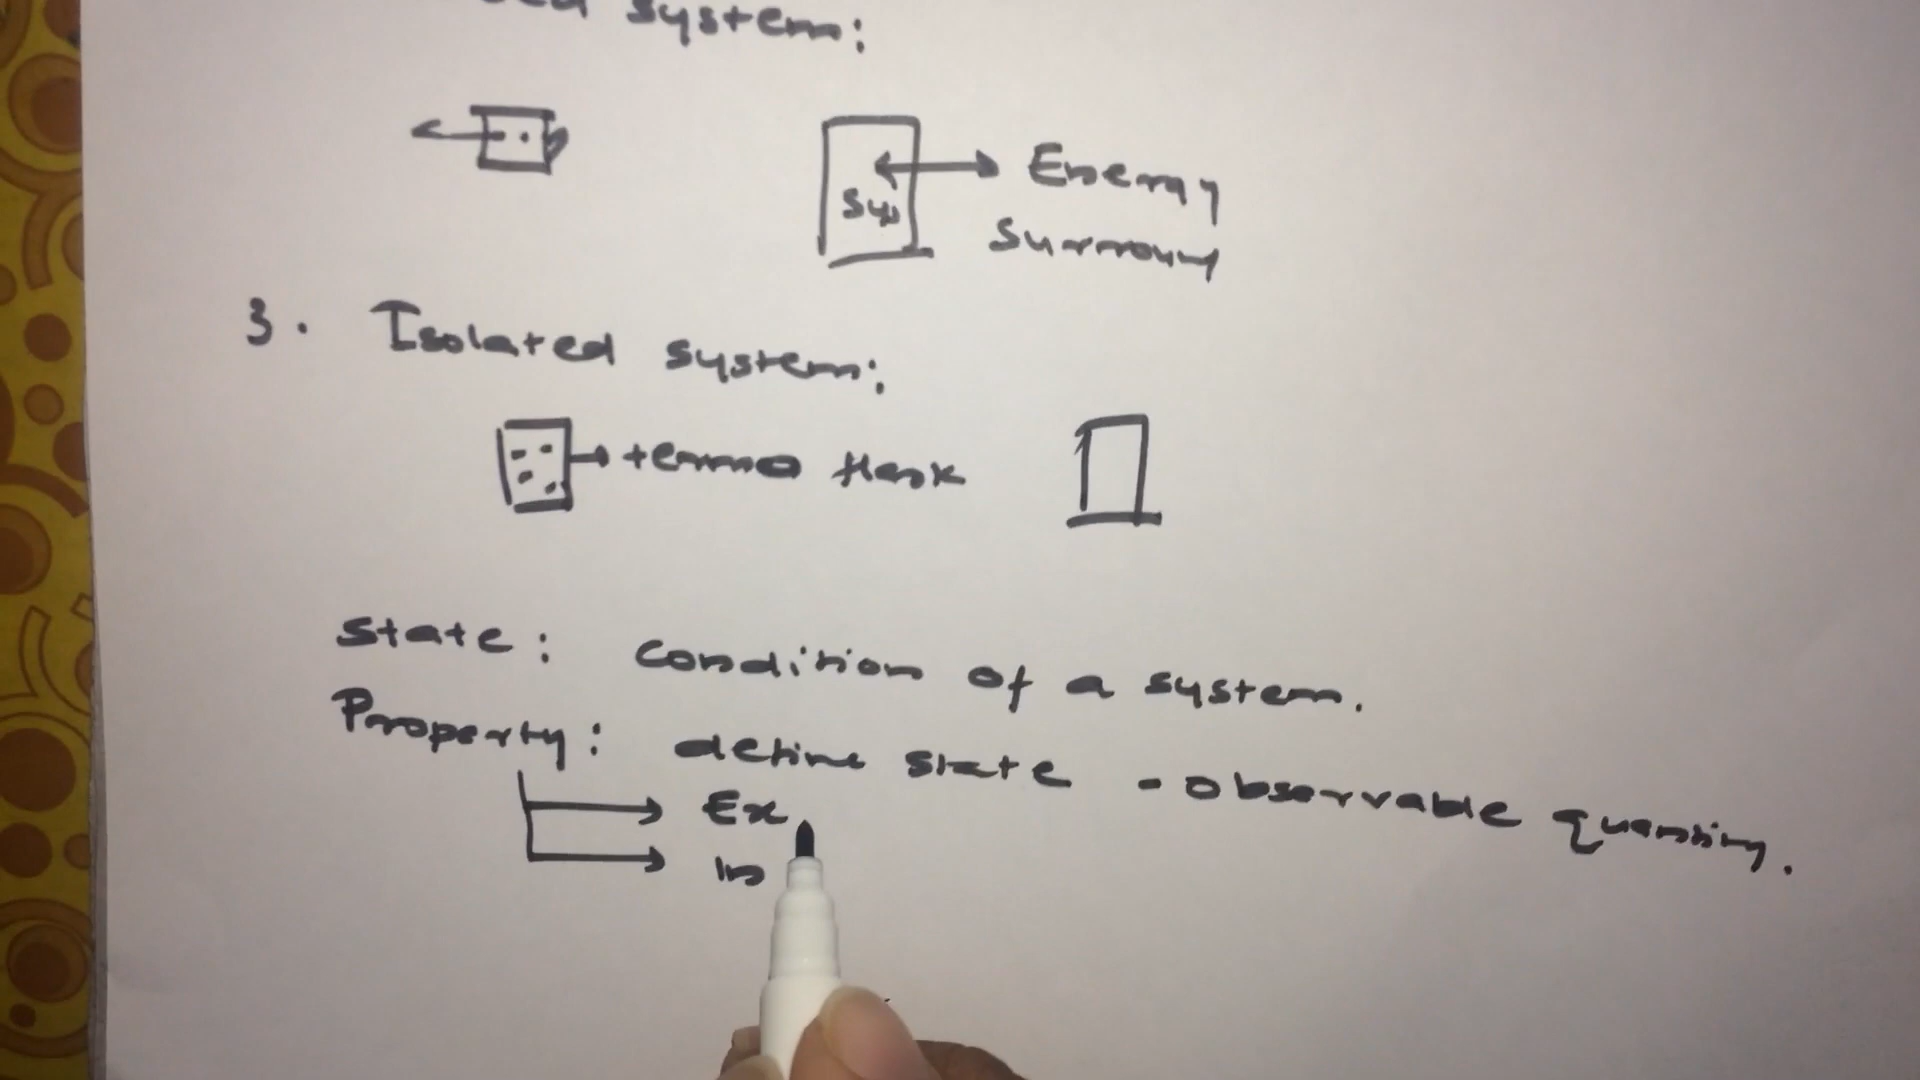 system:
Energy
Sys
Surroun
3. Isolated system:
termo flask
State: condition of a system.
Property: define state - observable quantity.
Ex
In